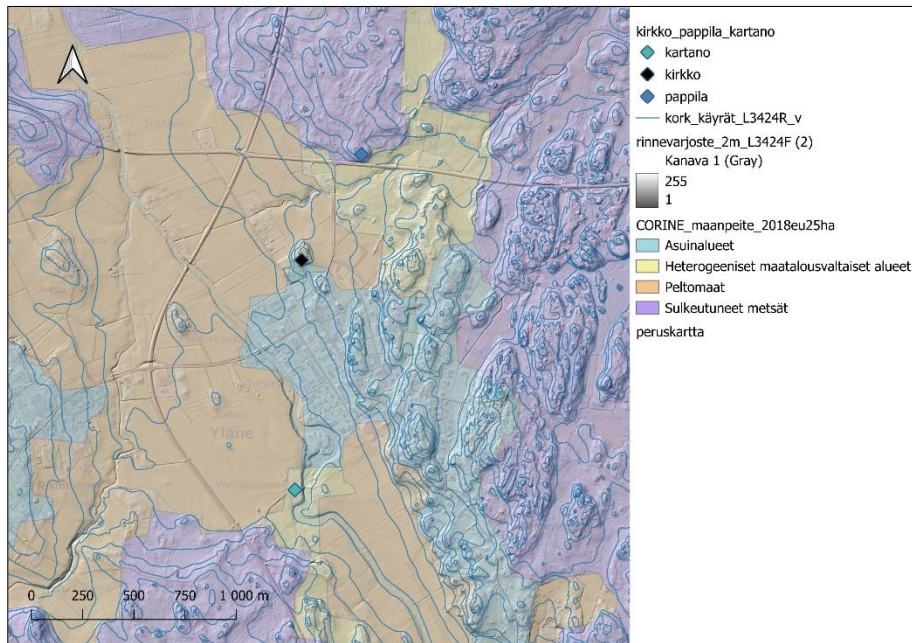 Yläne
0 250 500 750 1 000 m
kirkko_pappila_kartano
kartano
kirkko
pappila
kork_käyrät_L3424R_v
rinnevarjoste_2m_L3424F (2)
Kanava 1 (Gray)
255
1
CORINE_maanpeite_2018eu25ha
Asuinalueet
Heterogeeniset maatalousvaltaiset alueet
Peltomaat
Sulkeutuneet metsät
peruskartta